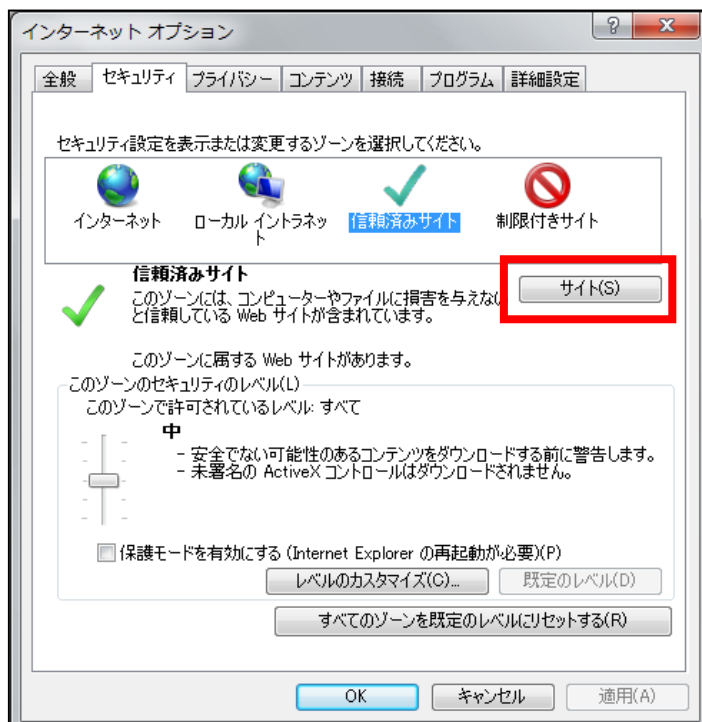 インターネット オプション
全般 セキュリティ プライバシー コンテンツ 接続 プログラム 詳細設定
セキュリティ設定を表示または変更するゾーンを選択してください。
インターネット
ローカル イントラネッ
ト
信頼済みサイト
制限付きサイト
信頼済みサイト
サイト(S)
このゾーンには、コンピューターやファイルに損害を与えない
と信頼している Web サイトが含まれています。
このゾーンに属する Web サイトがあります。
このゾーンのセキュリティのレベル(L)
このゾーンで許可されているレベル: すべて
中
- 安全でない可能性のあるコンテンツをダウンロードする前に警告します。
- 未署名の ActiveX コントロールはダウンロードされません。
保護モードを有効にする (Internet Explorer の再起動が必要)(P)
レベルのカスタマイズ(C)... 既定のレベル(D)
すべてのゾーンを既定のレベルにリセットする(R)
OK キャンセル 適用(A)